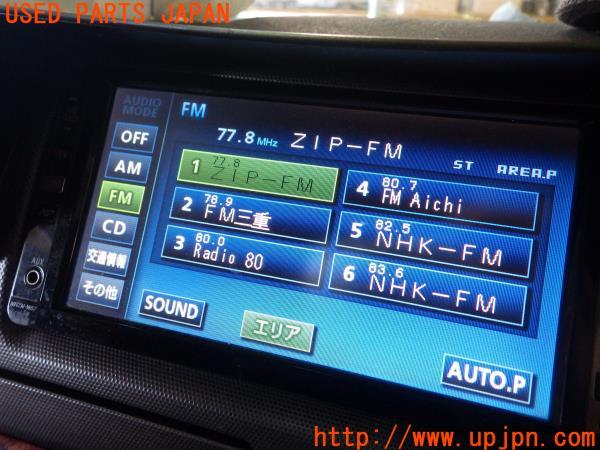 USED PARTS JAPAN
AUDIO MODE
FM
77.8 MHz ZIP-FM
ST AREA.P
OFF
AM
FM
CD
交通情報
その他
1 77.8 ZIP-FM
2 78.9 FM三重
3 80.0 Radio 80
4 80.7 FM Aichi
5 82.5 NHK-FM
6 83.6 NHK-FM
AUX
SOUND
エリア
AUTO.P
http://www.upjpn.com